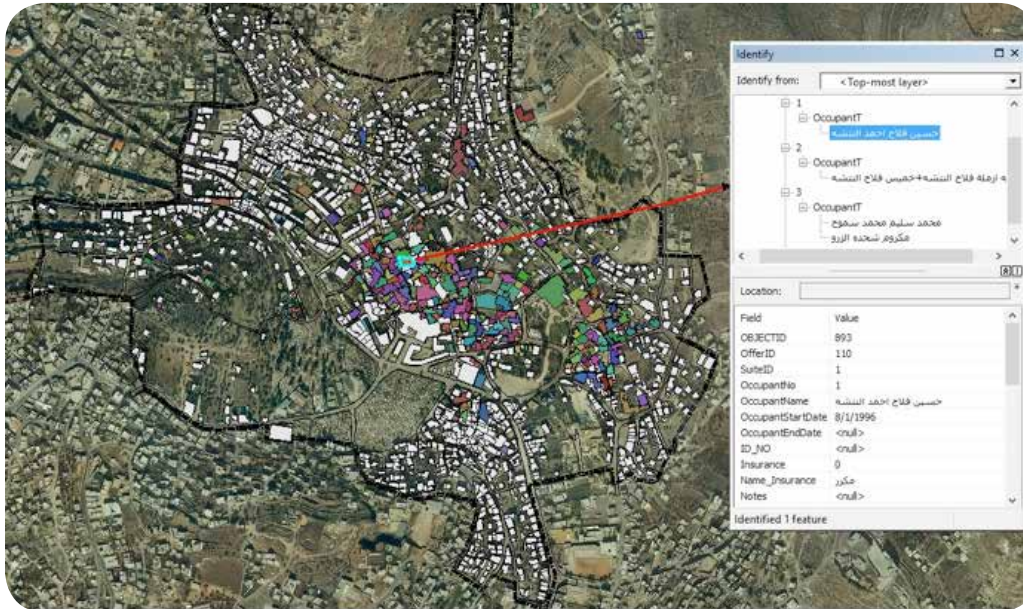 Identify
Identify from: <Top-most layer>
1
OccupantT
حسين فلاح احمد النتشه
2
OccupantT
ه ارملة فلاح النتشه+خميس فلاح النتشه
3
OccupantT
محمد سليم محمد سموح
مكروم شحده الزرو
Location:
Field Value
OBJECTID 893
OfferID 110
SuiteID 1
OccupantNo 1
OccupantName حسين فلاح احمد النتشه
OccupantStartDate 8/1/1996
OccupantEndDate <null>
ID_NO <null>
Insurance 0
Name_Insurance مكرر
Notes <null>
Identified 1 feature